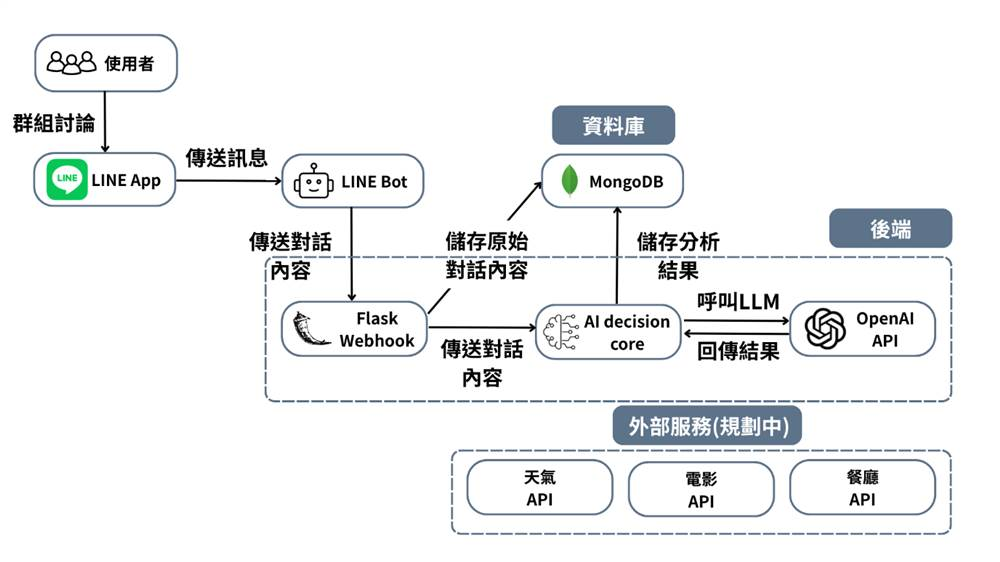 使用者
群組討論
LINE
LINE App
傳送訊息
LINE Bot
資料庫
MongoDB
後端
傳送對話
內容
儲存原始
對話內容
儲存分析
結果
Flask
Webhook
傳送對話
內容
AI decision
core
呼叫LLM
回傳結果
OpenAI
API
外部服務(規劃中)
天氣
API
電影
API
餐廳
API